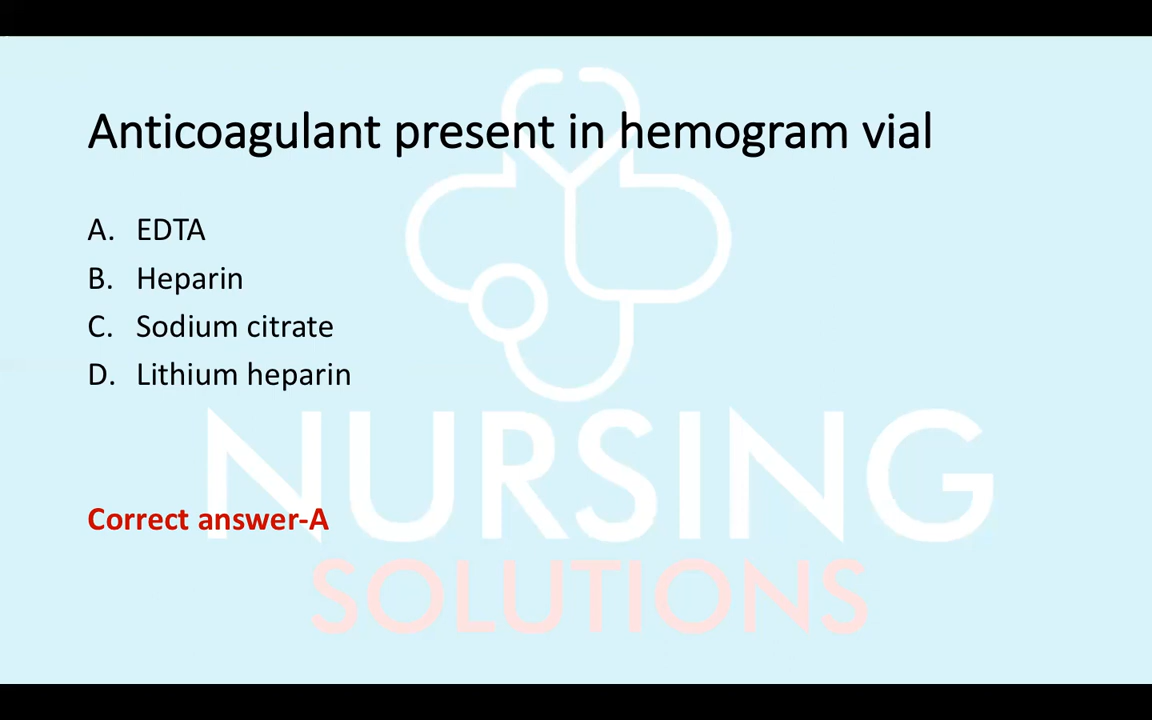 Anticoagulant present in hemogram vial
A. EDTA
B. Heparin
C. Sodium citrate
D. Lithium heparin
NURSING
Correct answer-A
SOLUTIONS